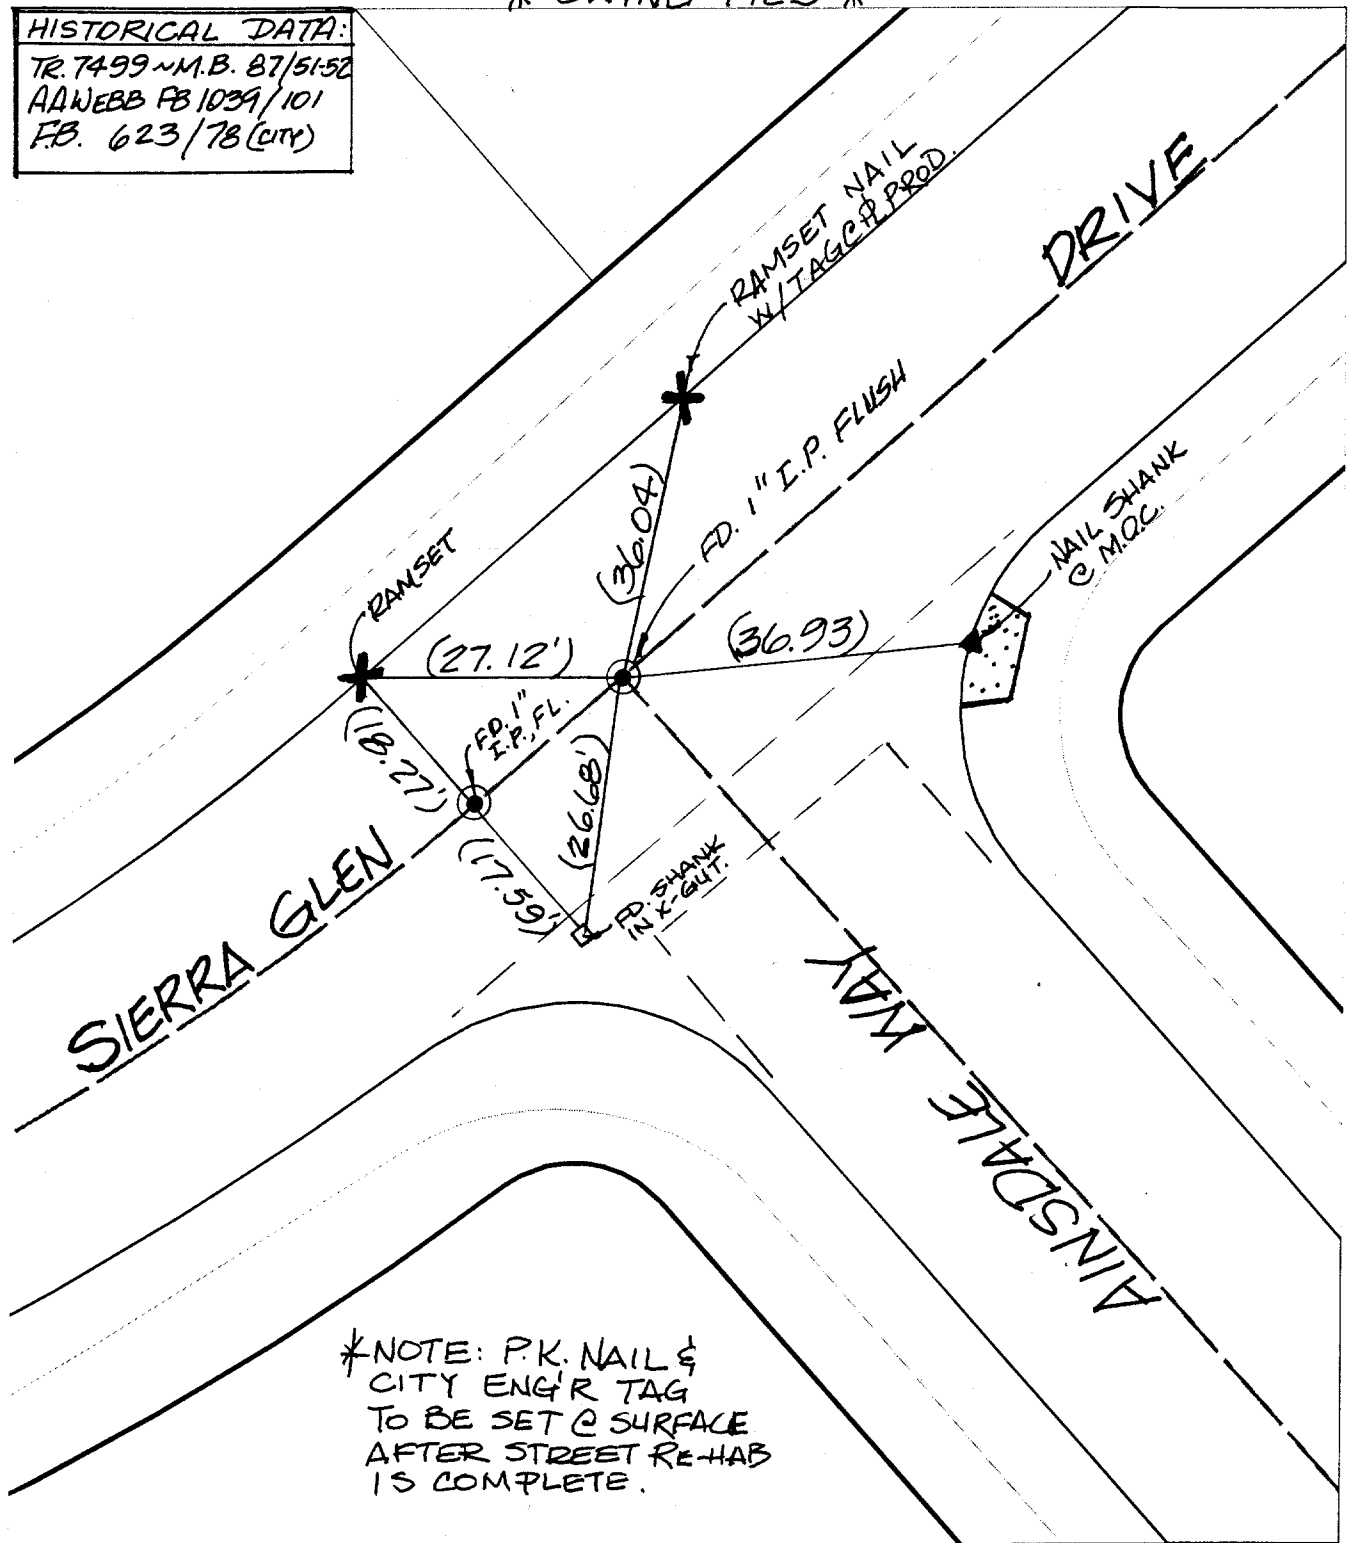 HISTORICAL DATA:
TR. 7499 ~ M.B. 87/51-52
AAWEBB FB 1039/101
F.B. 623/78 (CITY)
RAMSET NAIL
W/TAG C PL PROD.
DRIVE
FD. 1" I.P. FLUSH
NAIL SHANK
@ M.O.C.
RAMSET
(36.04)
(27.12')
(36.93)
FD. 1"
I.P., FL.
(18.22')
(26.68')
(17.59')
FD. SHANK
IN X-GUT.
SIERRA GLEN
AINSDALE WAY
*NOTE: P.K. NAIL &
CITY ENG'R TAG
TO BE SET @ SURFACE
AFTER STREET RE-HAB
IS COMPLETE.